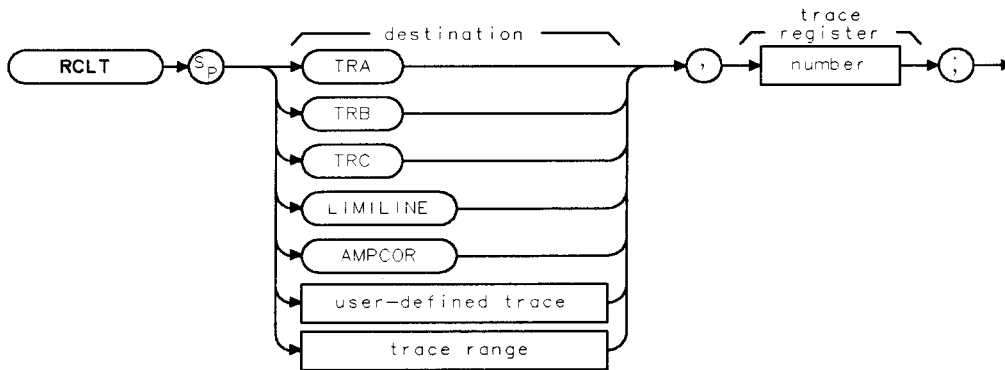 destination
trace
register
RCLT
Sp
TRA
,
number
;
TRB
TRC
LIMILINE
AMPCOR
user-defined trace
trace range